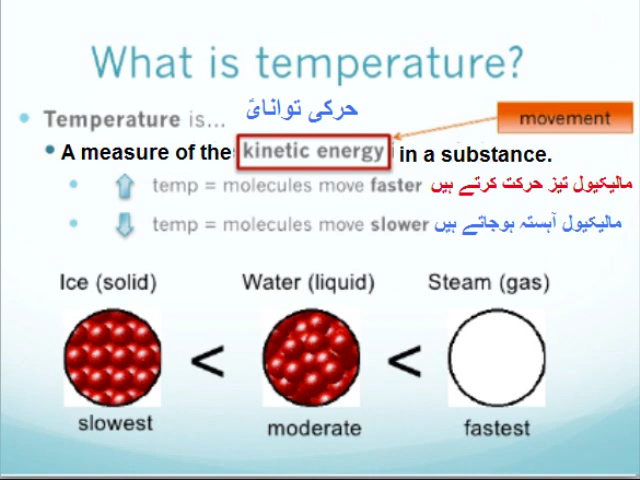 What is temperature?
حرکی توانائ
Temperature is...
movement
A measure of the kinetic energy in a substance.
temp = molecules move faster مالیکیول تیز حرکت کرتے ہیں
temp = molecules move slower مالیکیول آہستہ ہوجاتے ہیں
Ice (solid) Water (liquid) Steam (gas)
< <
slowest moderate fastest